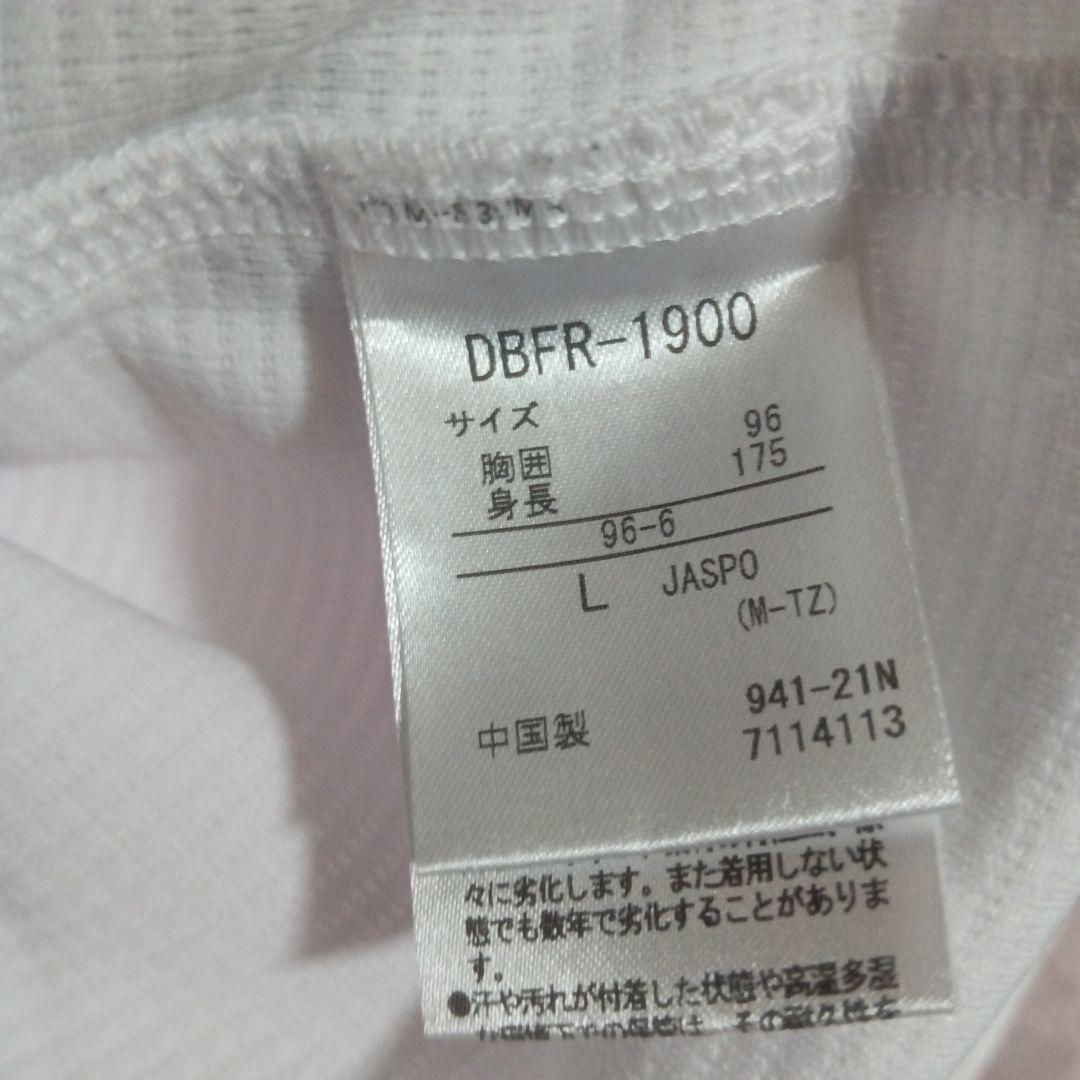 DBFR-1900
サイズ
胸囲 96
身長 175
96-6
L JASPO
(M-TZ)
941-21N
中国製 7114113
々に劣化します。また着用しない状
態でも数年で劣化することがありま
す。
●汗や汚れが付着した状態や高温多湿